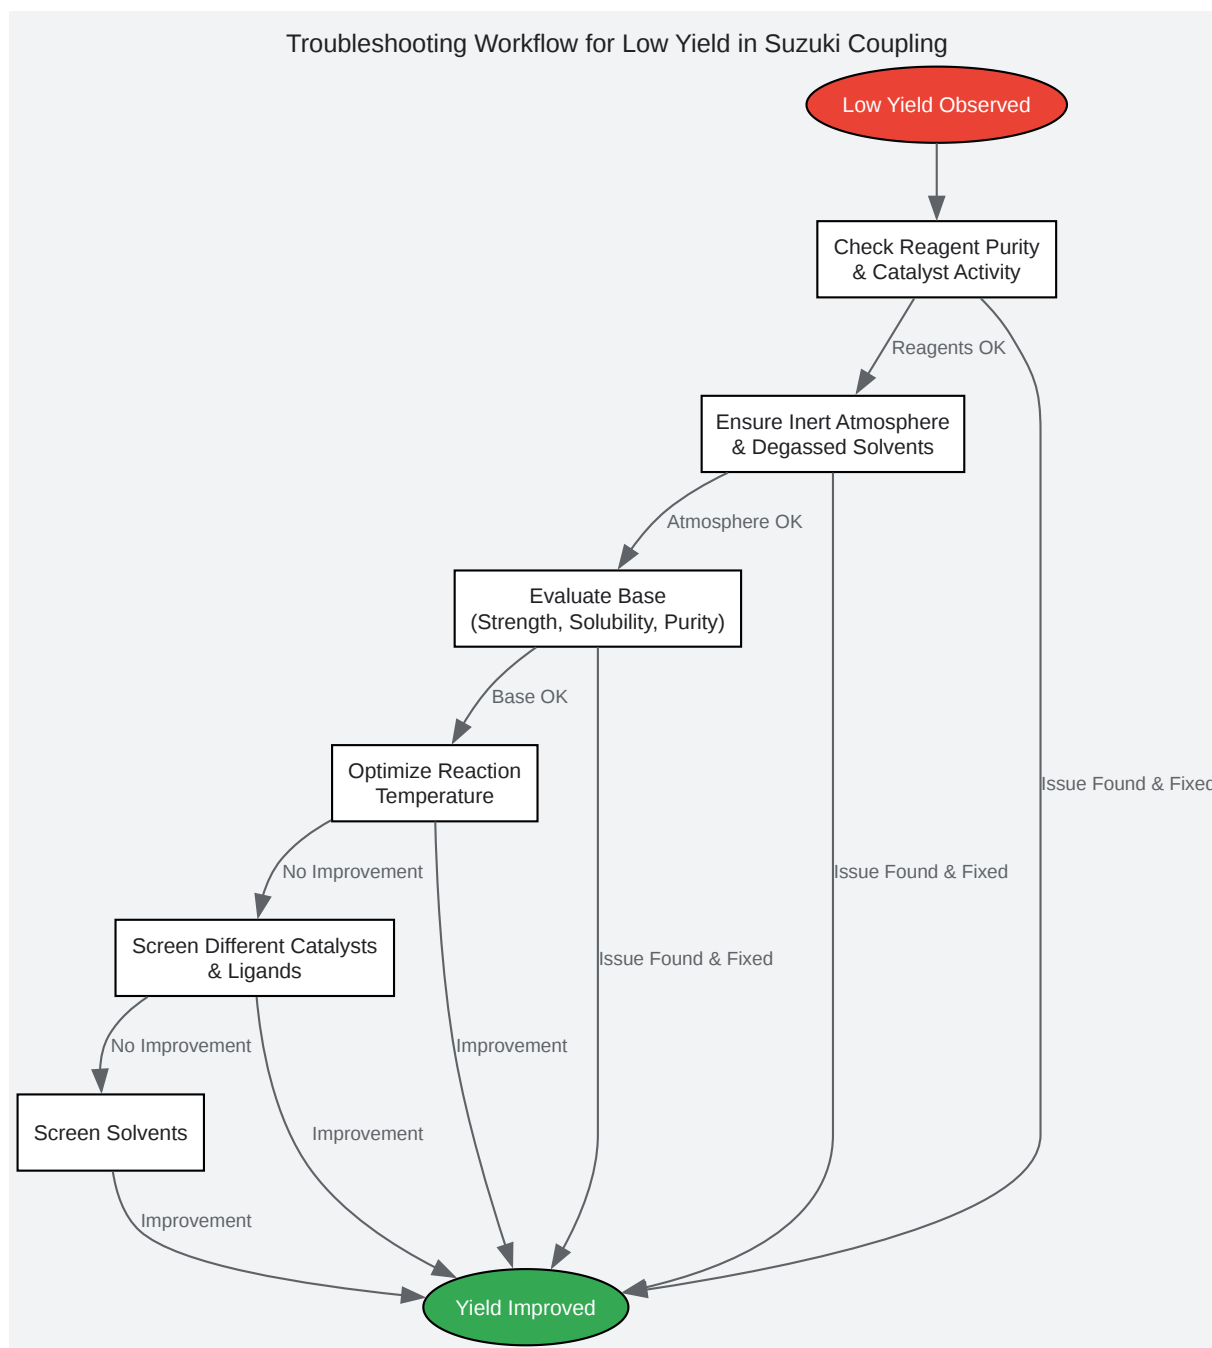 Troubleshooting Workflow for Low Yield in Suzuki Coupling
Low Yield Observed
Check Reagent Purity
& Catalyst Activity
Reagents OK
Ensure Inert Atmosphere
& Degassed Solvents
Atmosphere OK
Evaluate Base
(Strength, Solubility, Purity)
Base OK
Optimize Reaction
Temperature
Issue Found & Fixed
No Improvement
Issue Found & Fixed
Screen Different Catalysts
& Ligands
Issue Found & Fixed
No Improvement
Improvement
Screen Solvents
Improvement
Improvement
Yield Improved